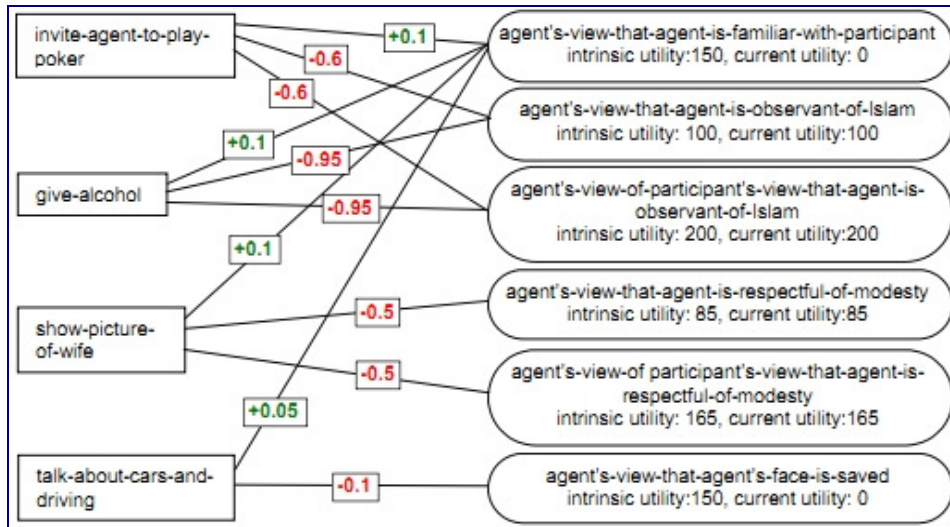 invite-agent-to-play-
poker
+0.1
-0.6
-0.6
agent's-view-that-agent-is-familiar-with-participant
intrinsic utility:150, current utility: 0
agent's-view-that-agent-is-observant-of-Islam
intrinsic utility: 100, current utility:100
give-alcohol
+0.1
-0.95
-0.95
agent's-view-of-participant's-view-that-agent-is-
observant-of-Islam
intrinsic utility: 200, current utility:200
show-picture-
of-wife
+0.1
-0.5
-0.5
agent's-view-that-agent-is-respectful-of-modesty
intrinsic utility: 85, current utility:85
agent's-view-of participant's-view-that-agent-is-
respectful-of-modesty
intrinsic utility: 165, current utility:165
talk-about-cars-and-
driving
+0.05
-0.1
agent's-view-that-agent's-face-is-saved
intrinsic utility:150, current utility: 0